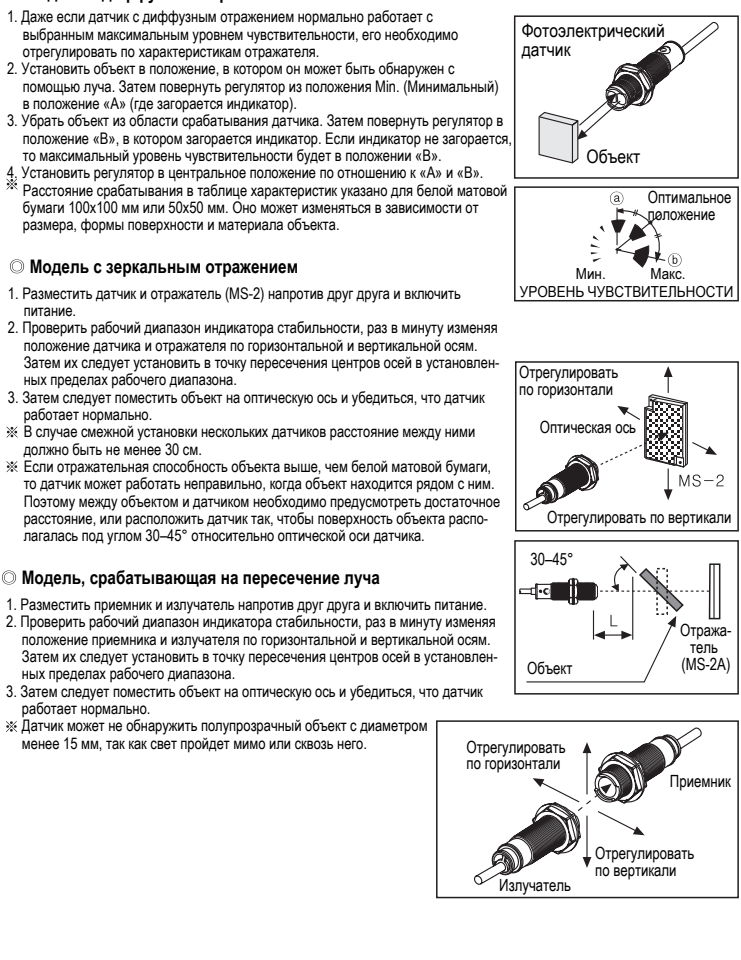 1. Даже если датчик с диффузным отражением нормально работает с
выбранным максимальным уровнем чувствительности, его необходимо
отрегулировать по характеристикам отражателя.
2. Установить объект в положение, в котором он может быть обнаружен с
помощью луча. Затем повернуть регулятор из положения Min. (Минимальный)
в положение «А» (где загорается индикатор).
3. Убрать объект из области срабатывания датчика. Затем повернуть регулятор в
положение «В», в котором загорается индикатор. Если индикатор не загорается,
то максимальный уровень чувствительности будет в положении «В».
4. Установить регулятор в центральное положение по отношению к «А» и «В».
※ Расстояние срабатывания в таблице характеристик указано для белой матовой
бумаги 100x100 мм или 50x50 мм. Оно может изменяться в зависимости от
размера, формы поверхности и материала объекта.
Фотоэлектрический
датчик
Объект
ⓐ
Оптимальное
положение
ⓑ
Мин.
Макс.
УРОВЕНЬ ЧУВСТВИТЕЛЬНОСТИ
◎ Модель с зеркальным отражением
1. Разместить датчик и отражатель (MS-2) напротив друг друга и включить
питание.
2. Проверить рабочий диапазон индикатора стабильности, раз в минуту изменяя
положение датчика и отражателя по горизонтальной и вертикальной осям.
Затем их следует установить в точку пересечения центров осей в установлен-
ных пределах рабочего диапазона.
3. Затем следует поместить объект на оптическую ось и убедиться, что датчик
работает нормально.
※ В случае смежной установки нескольких датчиков расстояние между ними
должно быть не менее 30 см.
※ Если отражательная способность объекта выше, чем белой матовой бумаги,
то датчик может работать неправильно, когда объект находится рядом с ним.
Поэтому между объектом и датчиком необходимо предусмотреть достаточное
расстояние, или расположить датчик так, чтобы поверхность объекта распо-
лагалась под углом 30–45° относительно оптической оси датчика.
Отрегулировать
по горизонтали
Оптическая ось
MS-2
Отрегулировать по вертикали
30–45°
L
Объект
Отража-
тель
(MS-2A)
◎ Модель, срабатывающая на пересечение луча
1. Разместить приемник и излучатель напротив друг друга и включить питание.
2. Проверить рабочий диапазон индикатора стабильности, раз в минуту изменяя
положение приемника и излучателя по горизонтальной и вертикальной осям.
Затем их следует установить в точку пересечения центров осей в установлен-
ных пределах рабочего диапазона.
3. Затем следует поместить объект на оптическую ось и убедиться, что датчик
работает нормально.
※ Датчик может не обнаружить полупрозрачный объект с диаметром
менее 15 мм, так как свет пройдет мимо или сквозь него.
Отрегулировать
по горизонтали
Приемник
Отрегулировать
по вертикали
Излучатель